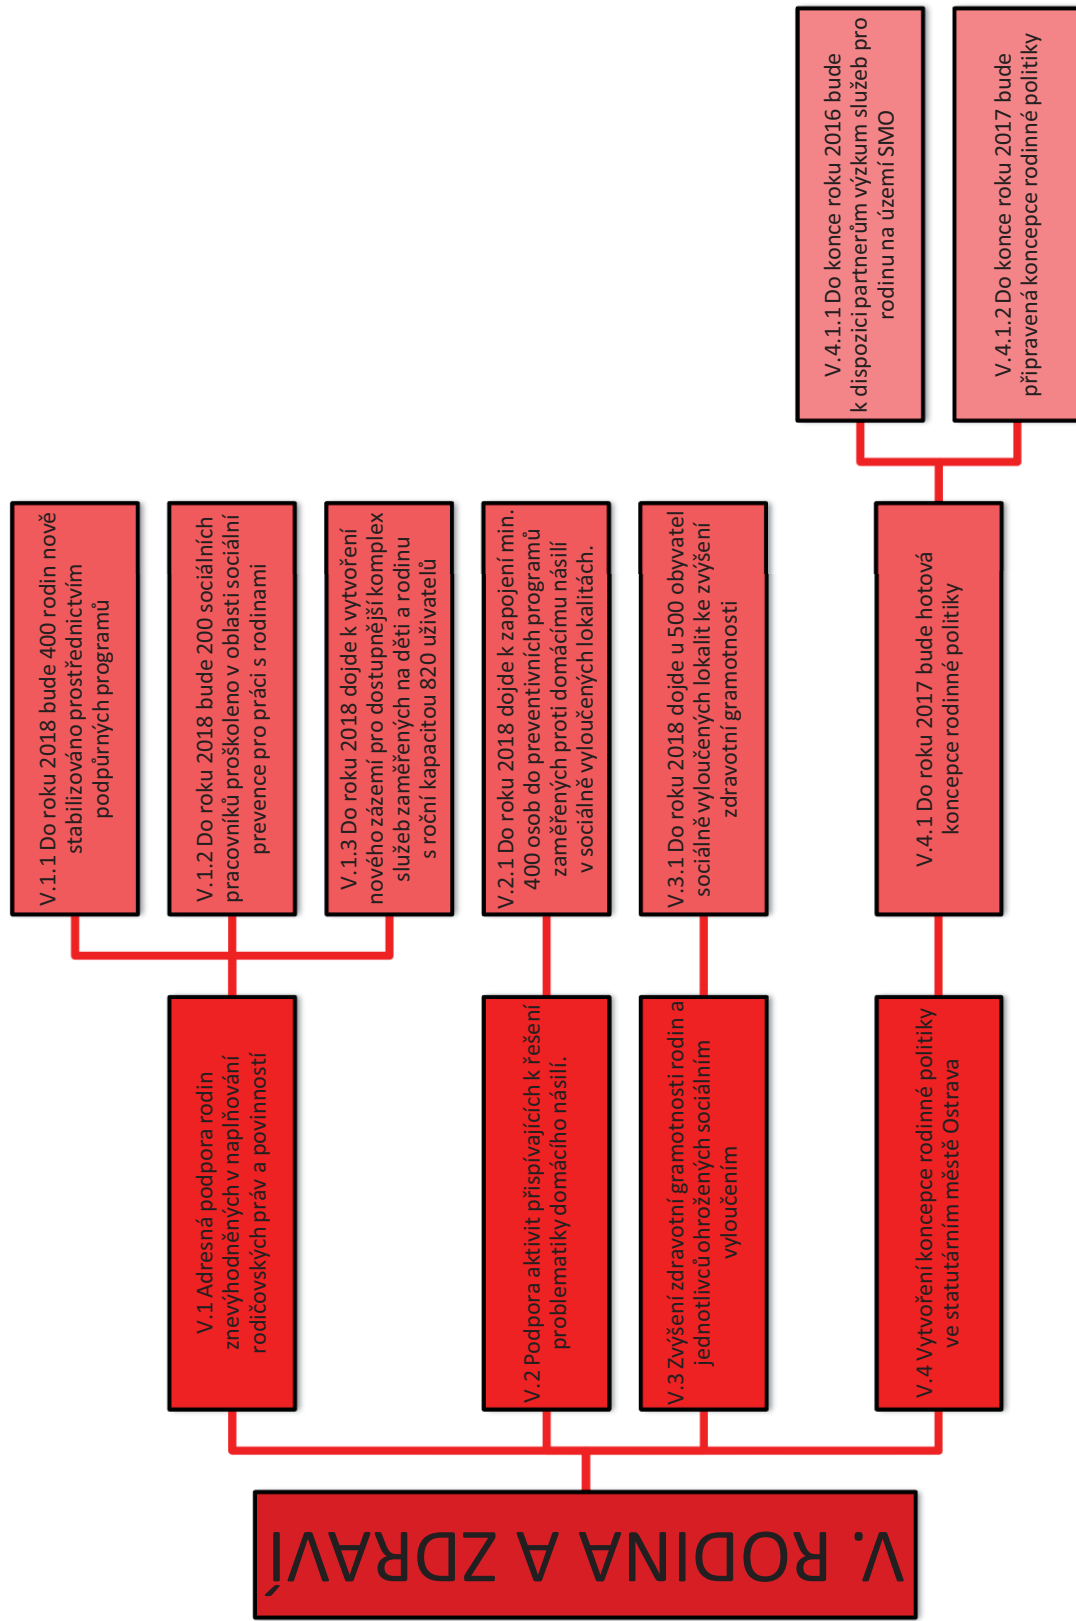 V. RODINA A ZDRAVÍ
V.1 Adresná podpora rodin
znevýhodněných v naplňování
rodičovských práv a povinností
V.1.1 Do roku 2018 bude 400 rodin nově
stabilizováno prostřednictvím
podpůrných programů
V.1.2 Do roku 2018 bude 200 sociálních
pracovníků proškoleno v oblasti sociální
prevence pro práci s rodinami
V.1.3 Do roku 2018 dojde k vytvoření
nového zázemí pro dostupnější komplex
služeb zaměřených na děti a rodinu
s roční kapacitou 820 uživatelů
V.2 Podpora aktivit přispívajících k řešení
problematiky domácího násilí.
V.2.1 Do roku 2018 dojde k zapojení min.
400 osob do preventivních programů
zaměřených proti domácímu násilí
v sociálně vyloučených lokalitách.
V.3 Zvýšení zdravotní gramotnosti rodin a
jednotlivců ohrožených sociálním
vyloučením
V.3.1 Do roku 2018 dojde u 500 obyvatel
sociálně vyloučených lokalit ke zvýšení
zdravotní gramotnosti
V.4 Vytvoření koncepce rodinné politiky
ve statutárním městě Ostrava
V.4.1 Do roku 2017 bude hotová
koncepce rodinné politiky
V.4.1.1 Do konce roku 2016 bude
k dispozici partnerům výzkum služeb pro
rodinu na území SMO
V.4.1.2 Do konce roku 2017 bude
připravená koncepce rodinné politiky